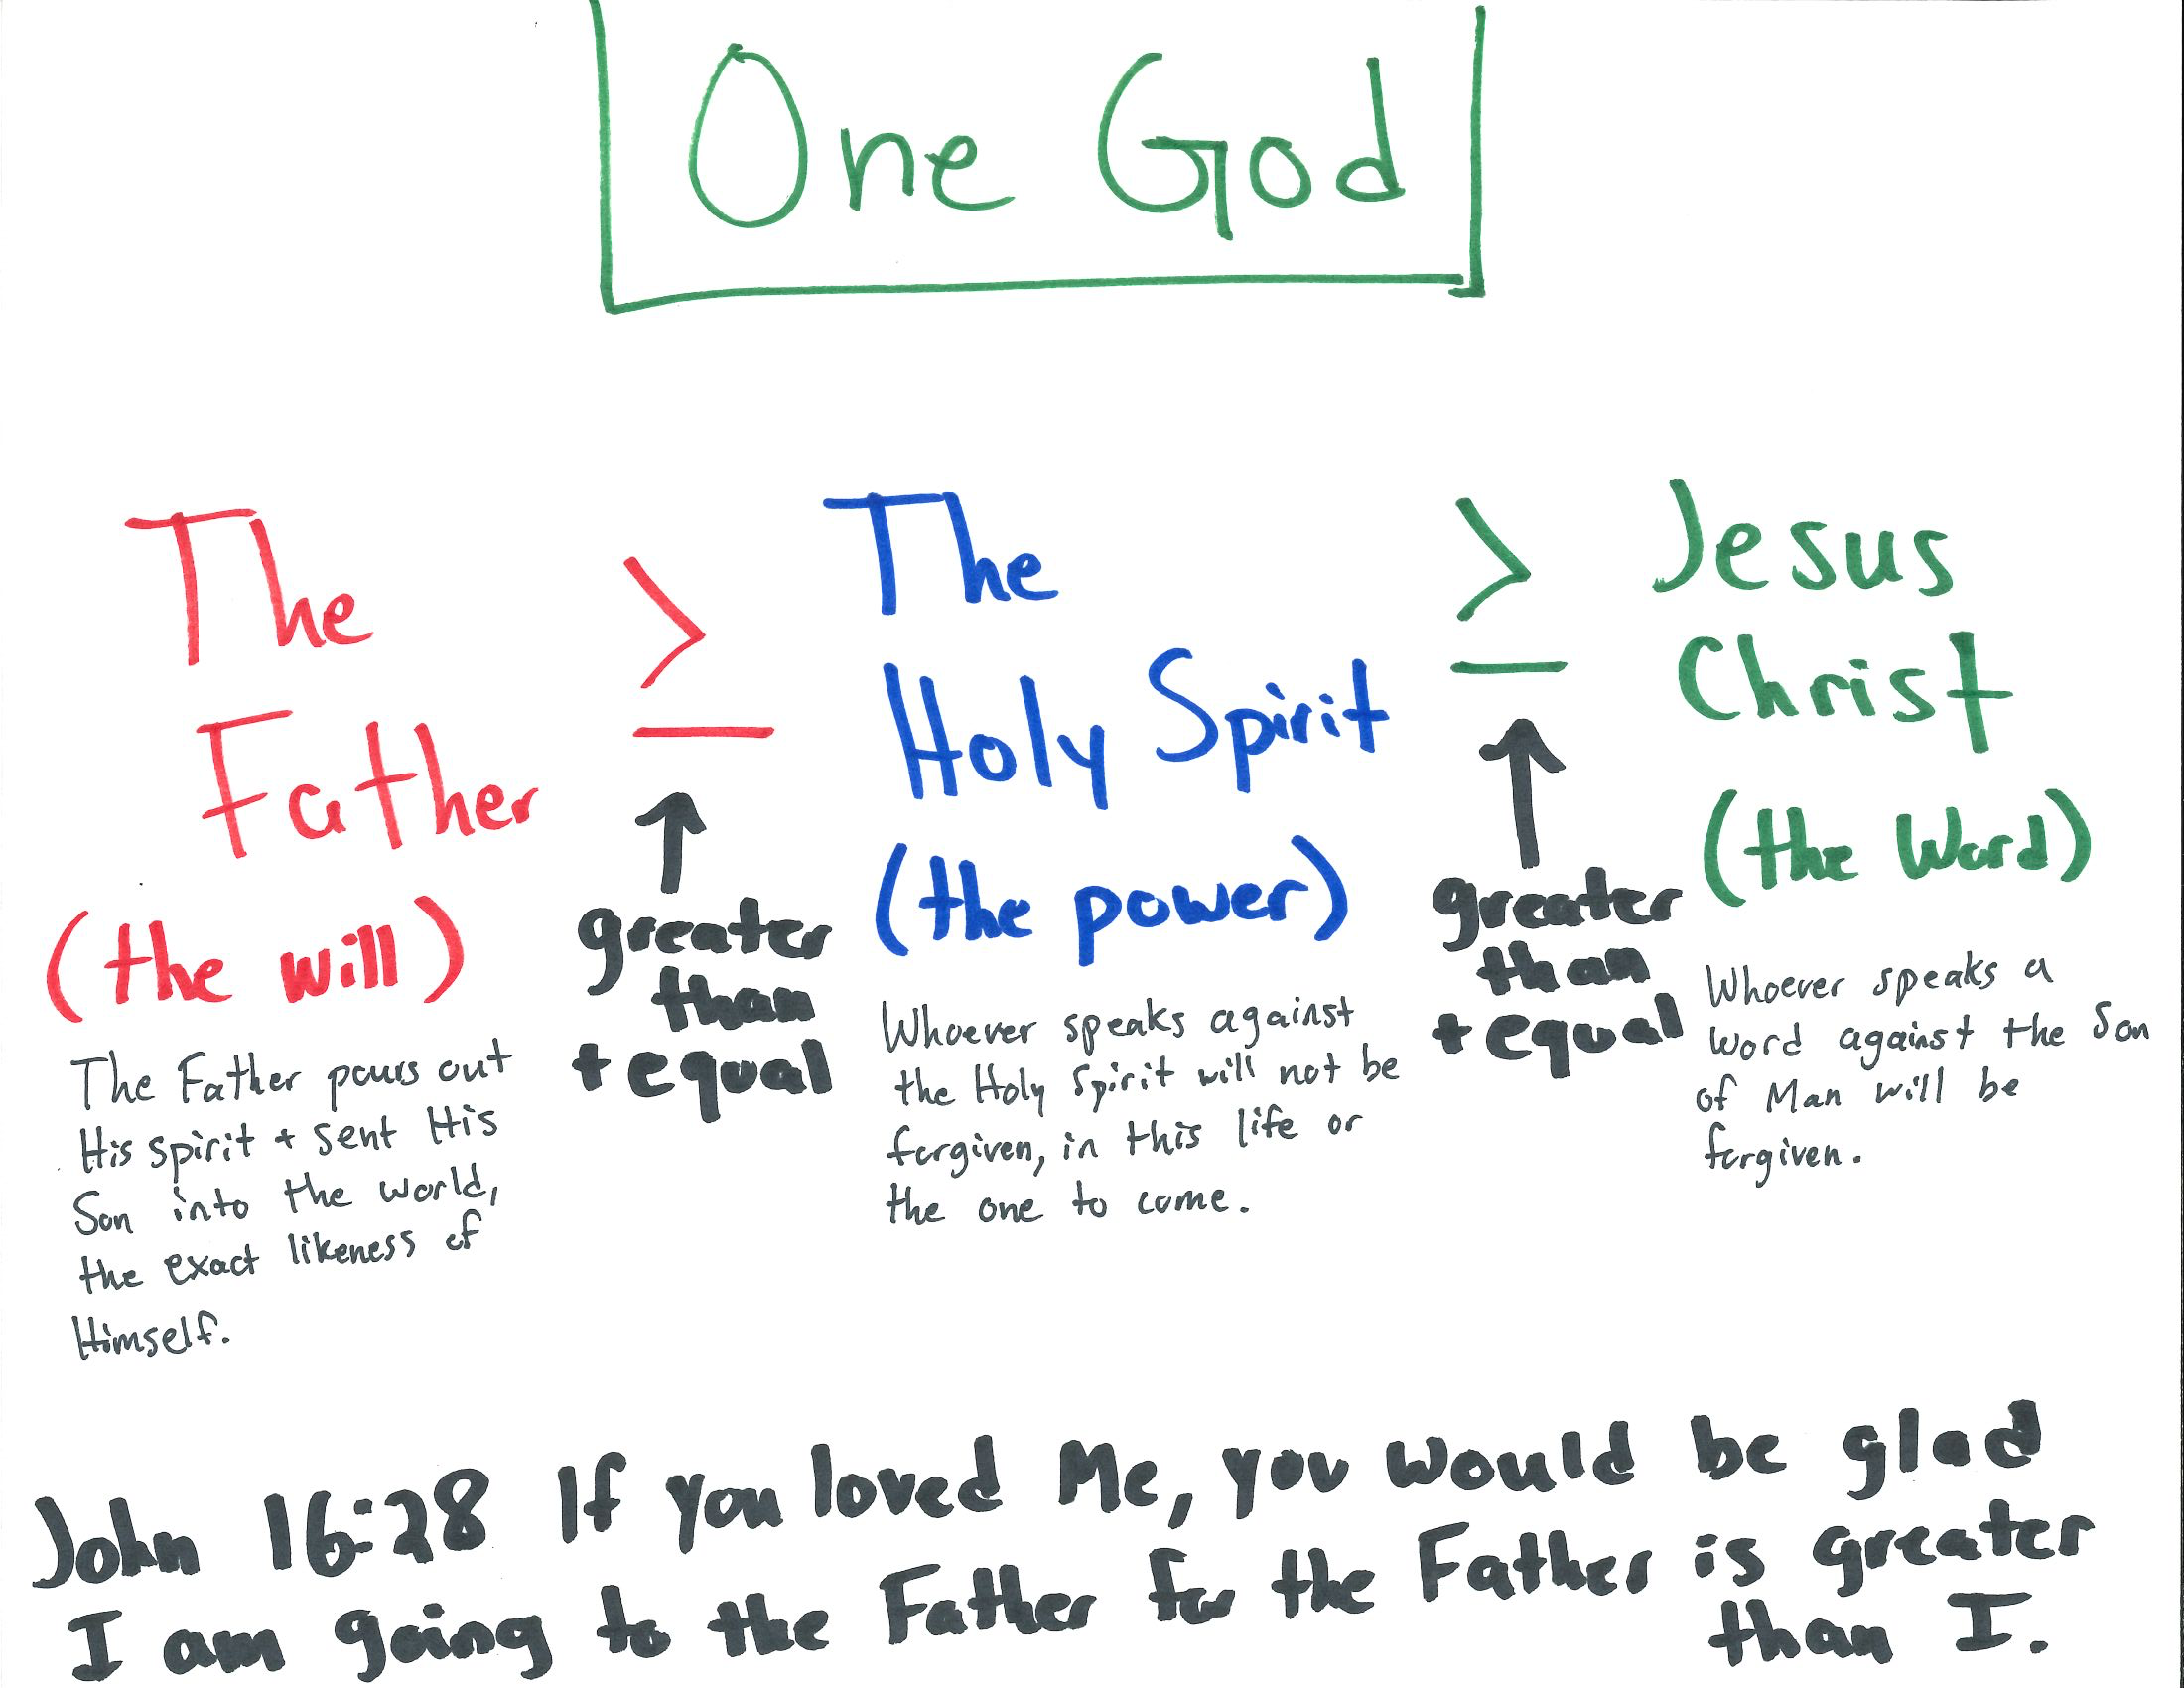 One God
The
Father
(the will)
The Father pours out
His spirit + sent His
Son into the world,
the exact likeness of
Himself.
>
greater
than
+ equal
The
Holy Spirit
(the power)
Whoever speaks against
the Holy Spirit will not be
forgiven, in this life or
the one to come.
>
greater
than
+ equal
Jesus
Christ
(the Word)
Whoever speaks a
word against the Son
of Man will be
forgiven.
John 16:28 If you loved Me, you would be glad
I am going to the Father for the Father is greater
than I.